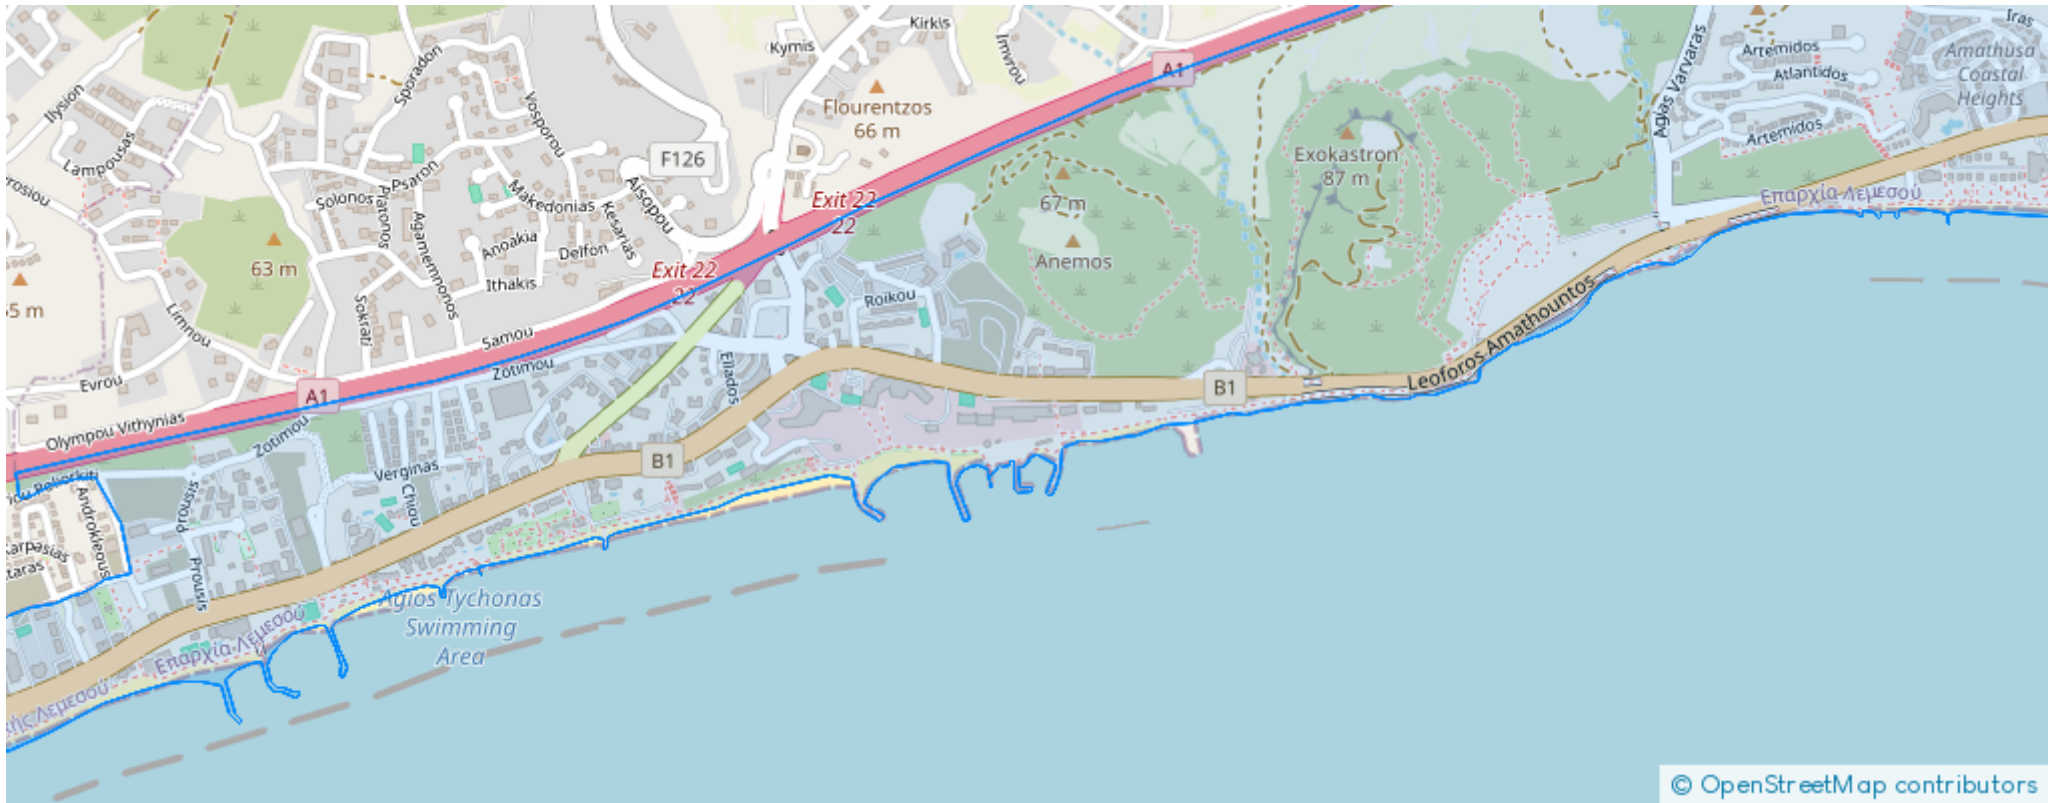 Kirkis
Iras
Kymis
Imvrou
Artemidos
Amathusa
Coastal
Heights
Sporadon
A1
Atlantidos
Ilysion
Vosporou
Flourentzos
66 m
Agias Varvaras
Artemidos
Lampousas
F126
Exokastron
87 m
Psaron
Aisopou
Solonos
Platonos
Makedonias
Exit 22
22
67 m
Επαρχία Λεμεσού
Agamemnonos
Kesarias
Anoakia
Delfon
63 m
Exit 22
22
Anemos
Ithakis
Roikou
Sokrati
Limnou
Samou
Zotimou
Leoforos Amathountos
Evrou
A1
Ellados
B1
Olympou Vithynias
Zotimou
B1
Verginas
Chiou
Prousis
Androkleous
Karpasias
Prousis
Agios Tychonas
Swimming
Area
Επαρχία Λεμεσού
Λεμεσού
© OpenStreetMap contributors